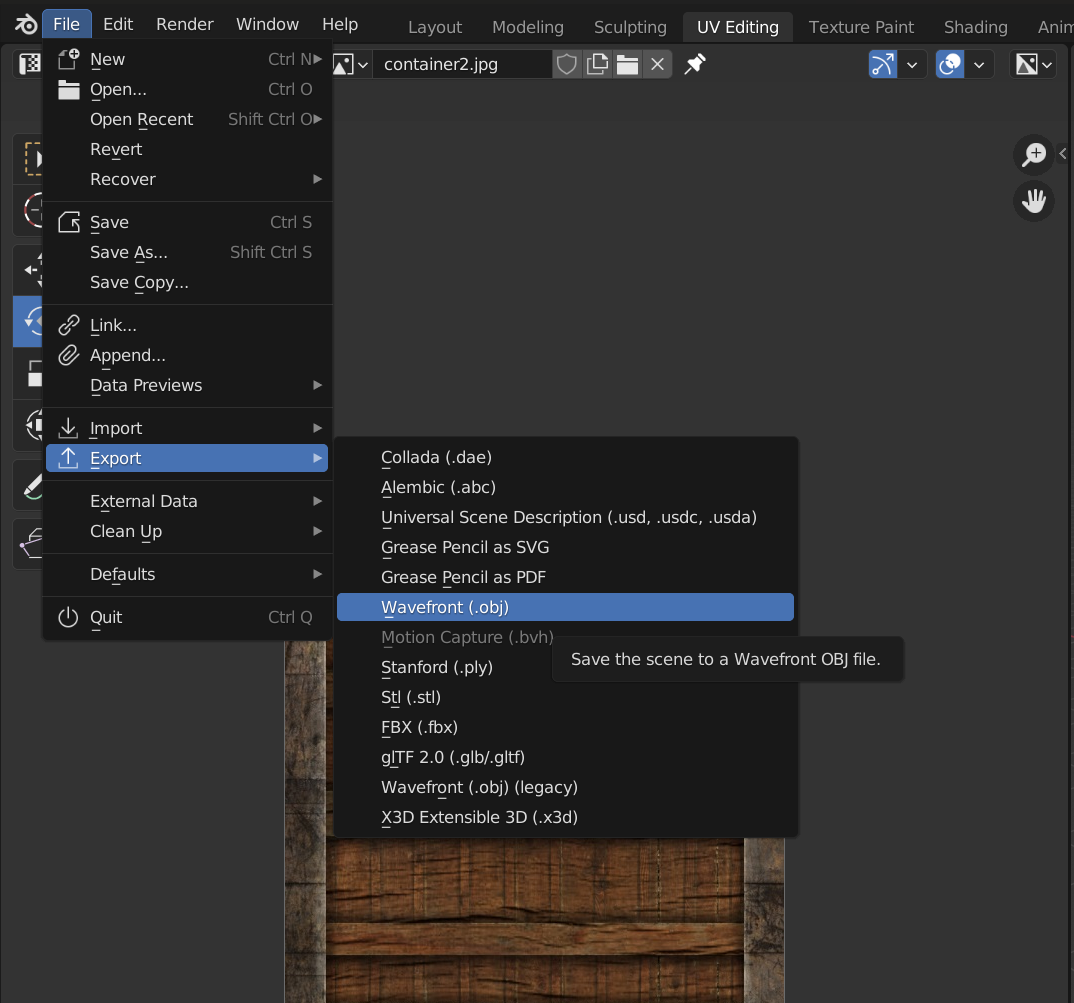 File Edit Render Window Help Layout Modeling Sculpting UV Editing Texture Paint Shading Anim
container2.jpg
New Ctrl N
Open... Ctrl O
Open Recent Shift Ctrl O
Revert
Recover
Save Ctrl S
Save As... Shift Ctrl S
Save Copy...
Link...
Append...
Data Previews
Import
Export
External Data
Clean Up
Defaults
Quit Ctrl Q
Collada (.dae)
Alembic (.abc)
Universal Scene Description (.usd, .usdc, .usda)
Grease Pencil as SVG
Grease Pencil as PDF
Wavefront (.obj)
Motion Capture (.bvh)
Save the scene to a Wavefront OBJ file.
Stanford (.ply)
Stl (.stl)
FBX (.fbx)
glTF 2.0 (.glb/.gltf)
Wavefront (.obj) (legacy)
X3D Extensible 3D (.x3d)